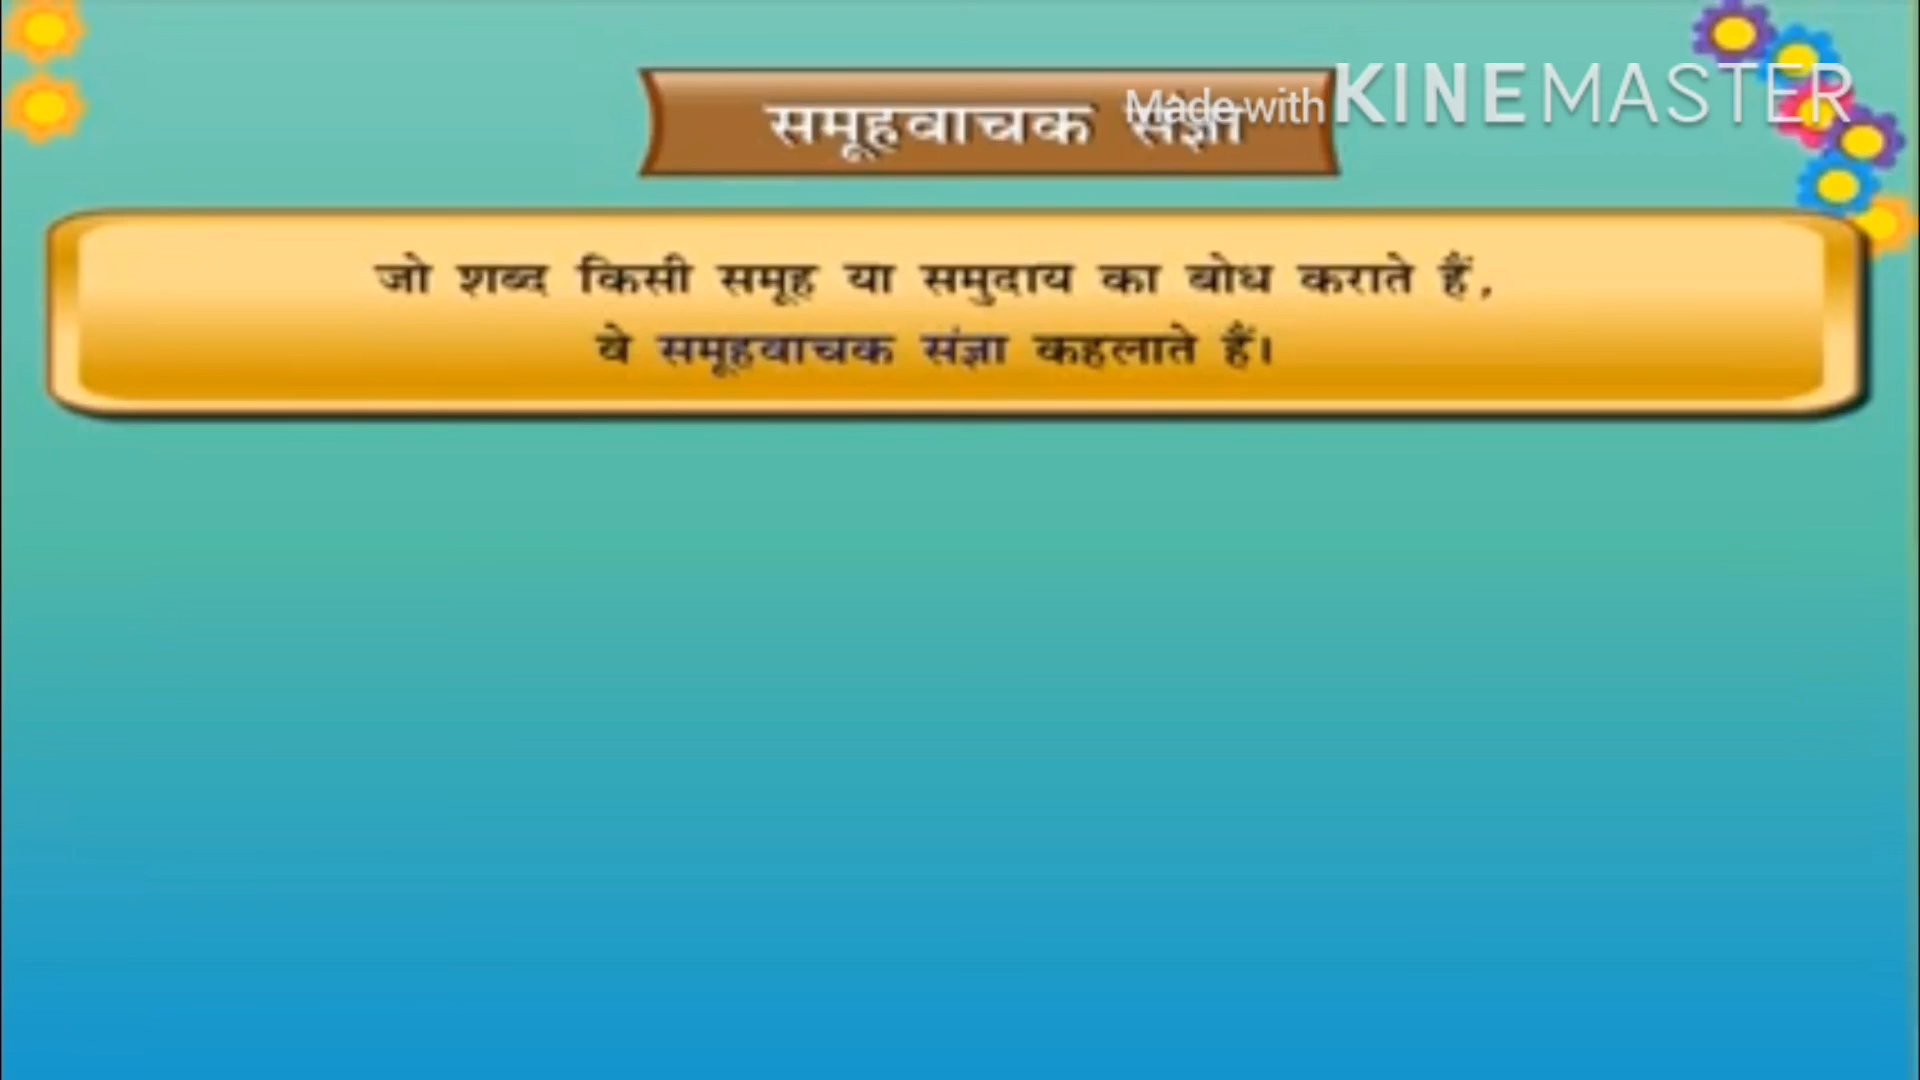 समूहवाचक संज्ञा
Made with KINEMASTER
जो शब्द किसी समूह या समुदाय का बोध कराते हैं,
वे समूहवाचक संज्ञा कहलाते हैं।